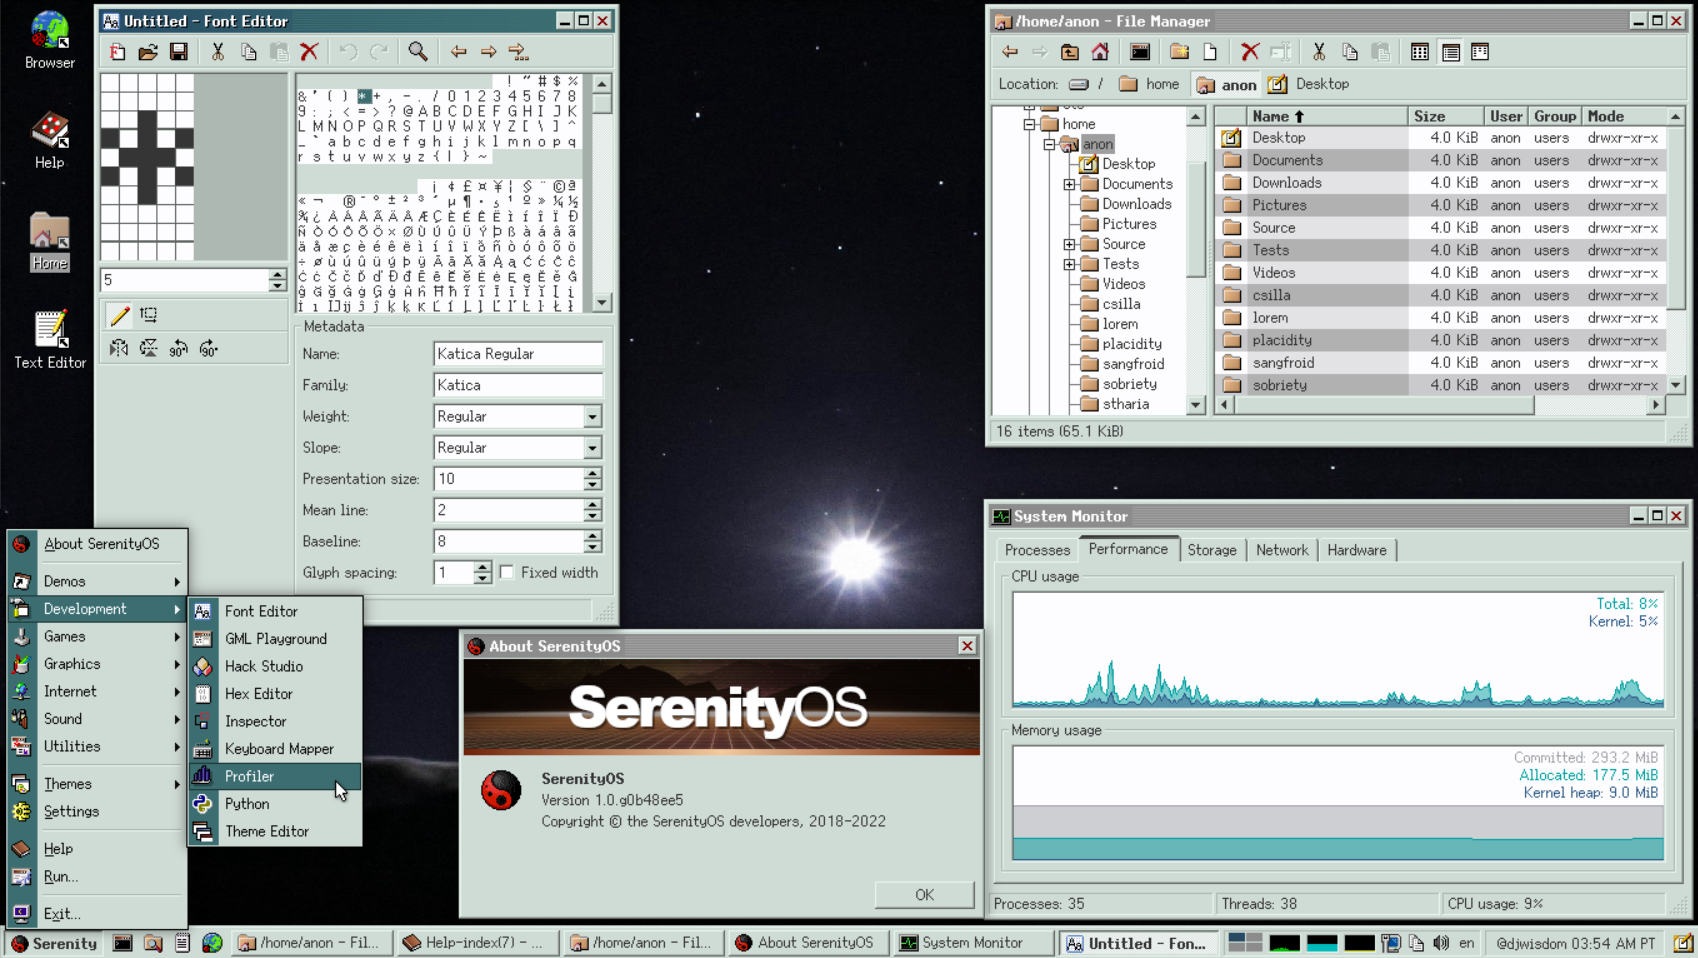 Browser
Help
Home
Text Editor
Untitled - Font Editor
5
! " # $ %
& ' ( ) * + , - . / 0 1 2 3 4 5 6 7 8
9 : ; < = > ? @ A B C D E F G H I J K
L M N O P Q R S T U V W X Y Z [ \ ] ^
_ ` a b c d e f g h i j k l m n o p q
r s t u v w x y z { | } ~
Metadata
Name: Katica Regular
Family: Katica
Weight: Regular
Slope: Regular
Presentation size: 10
Mean line: 2
Baseline: 8
Glyph spacing: 1 Fixed width
/home/anon - File Manager
Location: / home anon Desktop
home
anon
Desktop
Documents
Downloads
Pictures
Source
Tests
Videos
csilla
lorem
placidity
sangfroid
sobriety
stharia
Name Size User Group Mode
Desktop 4.0 KiB anon users drwxr-xr-x
Documents 4.0 KiB anon users drwxr-xr-x
Downloads 4.0 KiB anon users drwxr-xr-x
Pictures 4.0 KiB anon users drwxr-xr-x
Source 4.0 KiB anon users drwxr-xr-x
Tests 4.0 KiB anon users drwxr-xr-x
Videos 4.0 KiB anon users drwxr-xr-x
csilla 4.0 KiB anon users drwxr-xr-x
lorem 4.0 KiB anon users drwxr-xr-x
placidity 4.0 KiB anon users drwxr-xr-x
sangfroid 4.0 KiB anon users drwxr-xr-x
sobriety 4.0 KiB anon users drwxr-xr-x
16 items (65.1 KiB)
System Monitor
Processes Performance Storage Network Hardware
CPU usage
Total: 8%
Kernel: 5%
Memory usage
Committed: 293.2 MiB
Allocated: 177.5 MiB
Kernel heap: 9.0 MiB
Processes: 35 Threads: 38 CPU usage: 9%
About SerenityOS
SerenityOS
SerenityOS
Version 1.0.g0b48ee5
Copyright © the SerenityOS developers, 2018-2022
OK
About SerenityOS
Demos
Development
Games
Graphics
Internet
Sound
Utilities
Themes
Settings
Help
Run...
Exit...
Font Editor
GML Playground
Hack Studio
Hex Editor
Inspector
Keyboard Mapper
Profiler
Python
Theme Editor
Serenity /home/anon - Fil... Help-index(7) - ... /home/anon - Fil... About SerenityOS System Monitor Untitled - Fon... en @djwisdom 03:54 AM PT